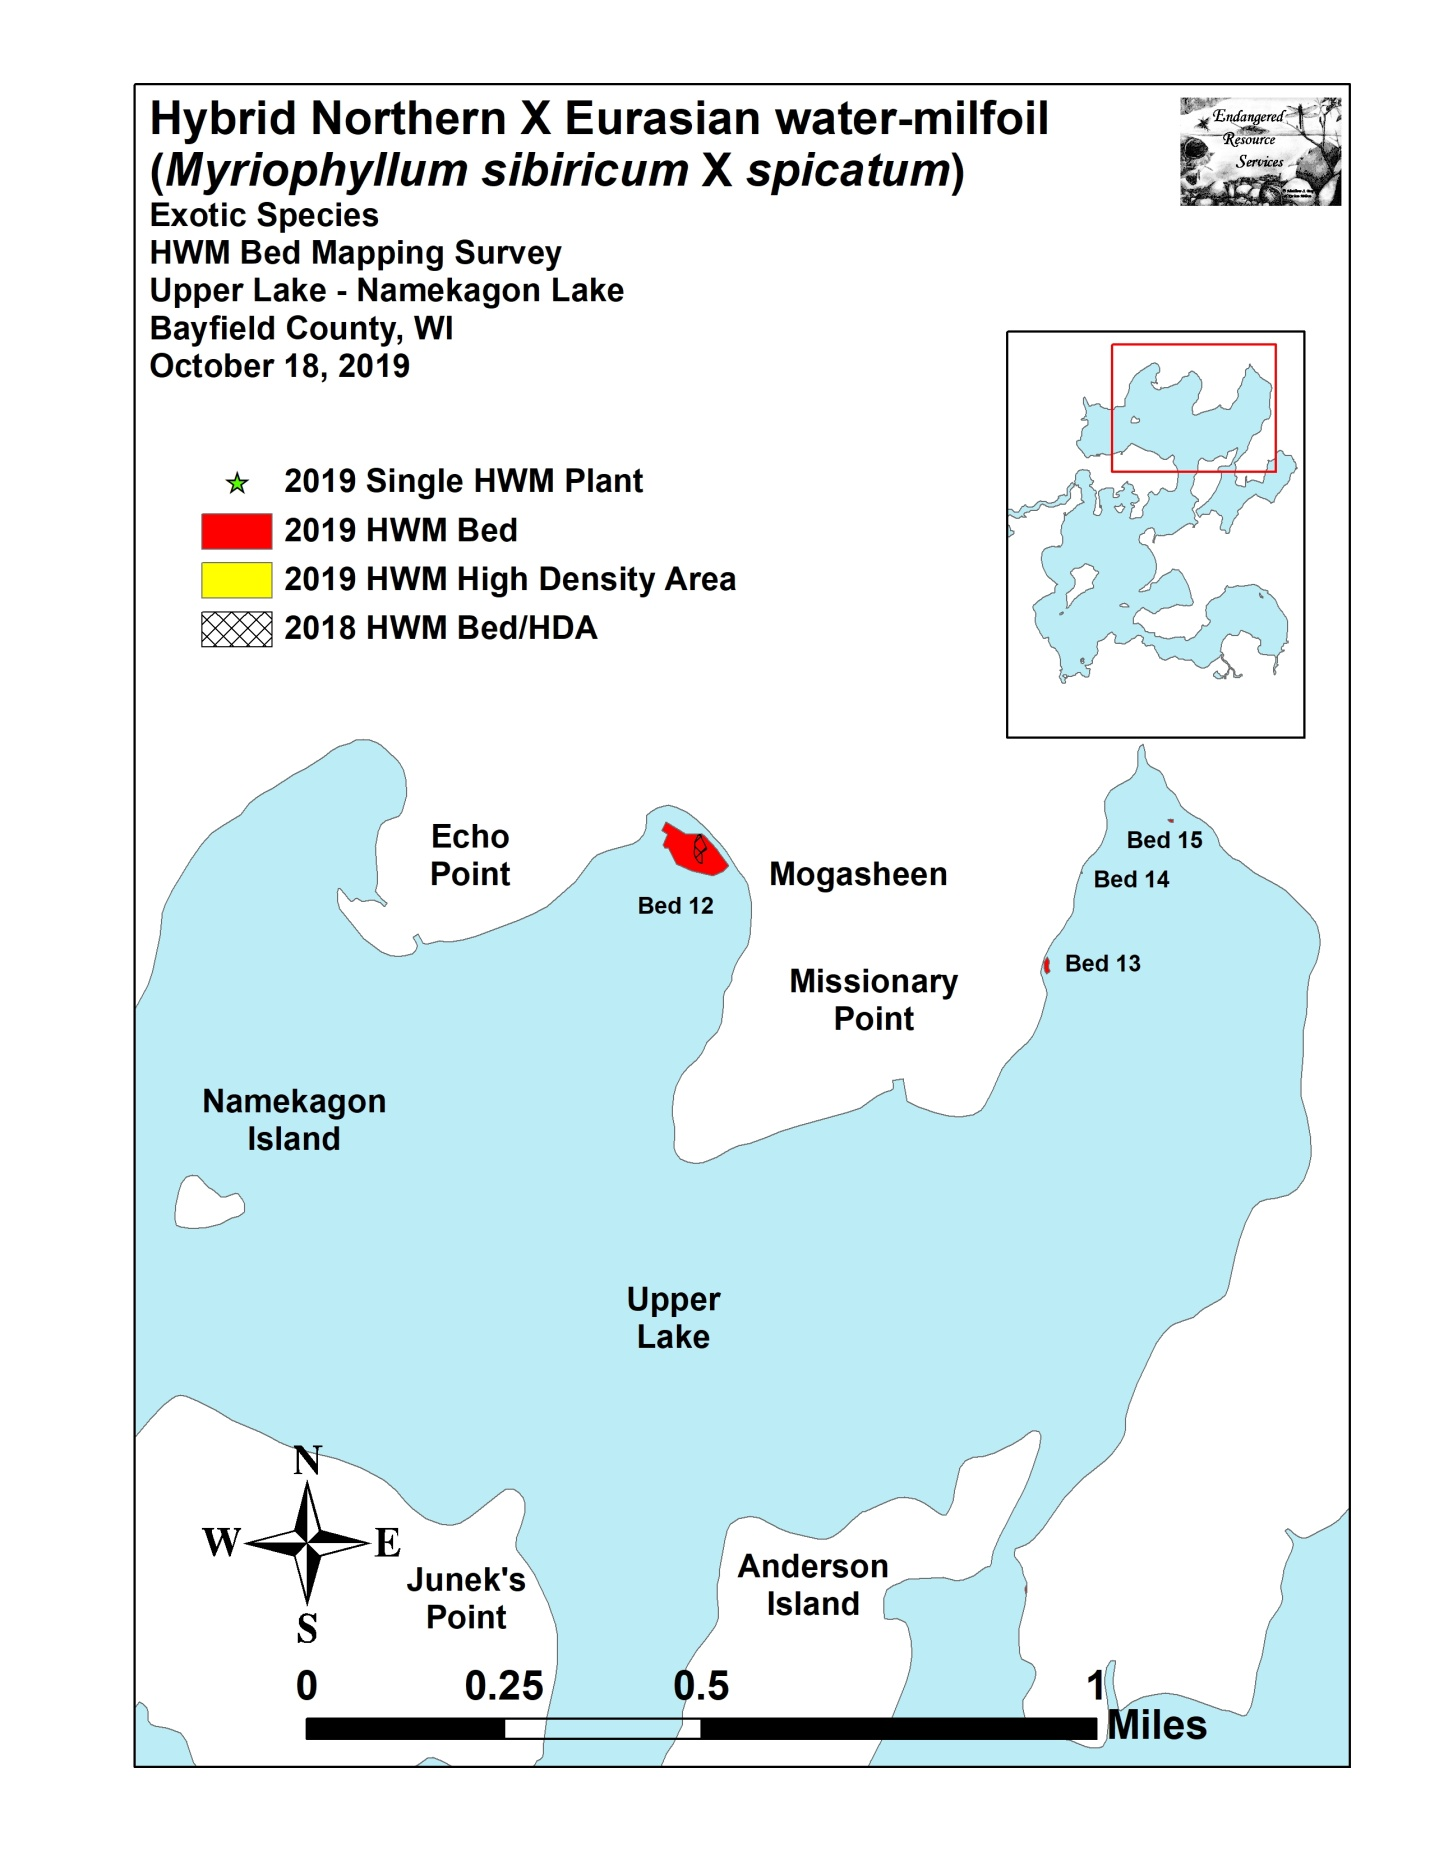 Hybrid Northern X Eurasian water-milfoil
(Myriophyllum sibiricum X spicatum)
Exotic Species
HWM Bed Mapping Survey
Upper Lake - Namekagon Lake
Bayfield County, WI
October 18, 2019
Endangered
Resource
Services
2019 Single HWM Plant
2019 HWM Bed
2019 HWM High Density Area
2018 HWM Bed/HDA
Echo
Point
Bed 12
Mogasheen
Bed 15
Bed 14
Bed 13
Missionary
Point
Namekagon
Island
Upper
Lake
N
W E
S
Junek's
Point
Anderson
Island
0 0.25 0.5 1
Miles